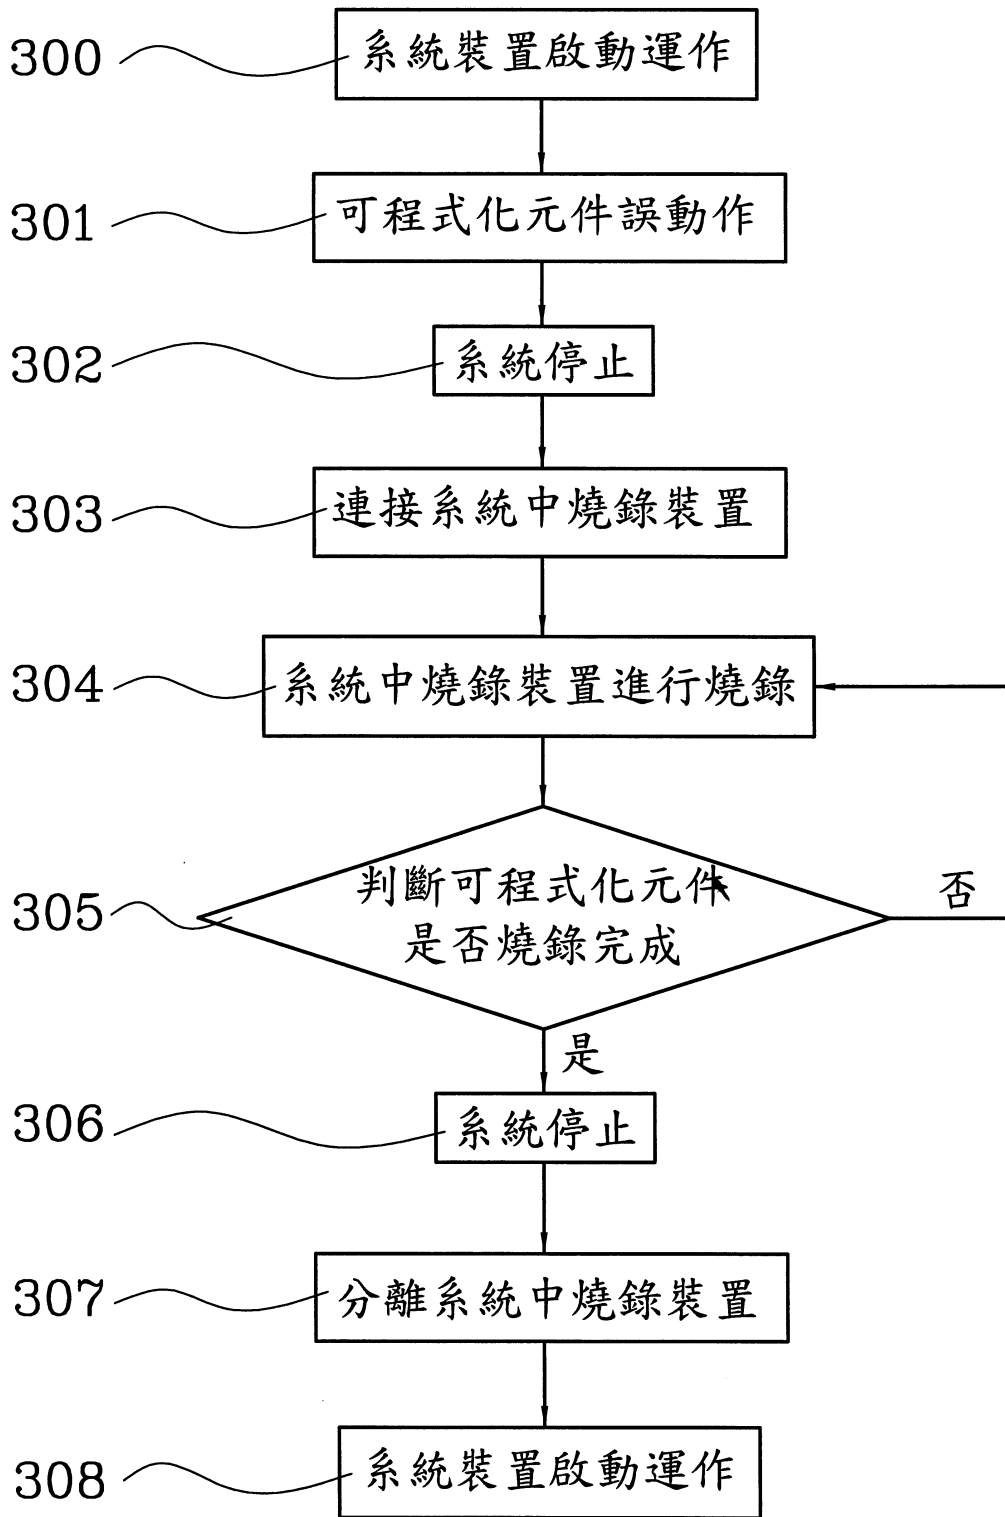 300
系統裝置啟動運作
301
可程式化元件誤動作
302
系統停止
303
連接系統中燒錄裝置
304
系統中燒錄裝置進行燒錄
305
判斷可程式化元件
是否燒錄完成
否
是
306
系統停止
307
分離系統中燒錄裝置
308
系統裝置啟動運作